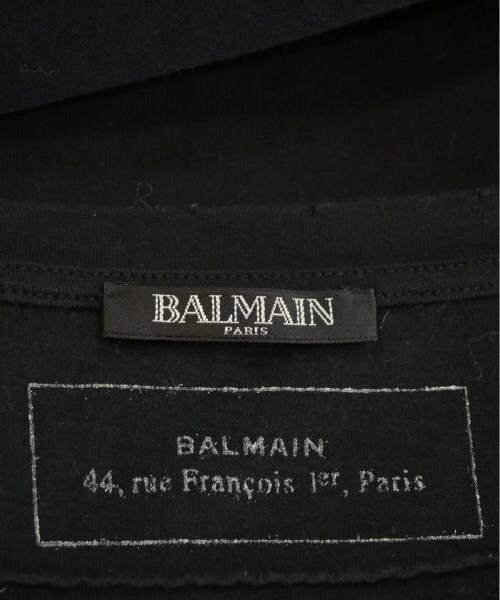 BALMAIN
PARIS
BALMAIN
44, rue François 1er, Paris